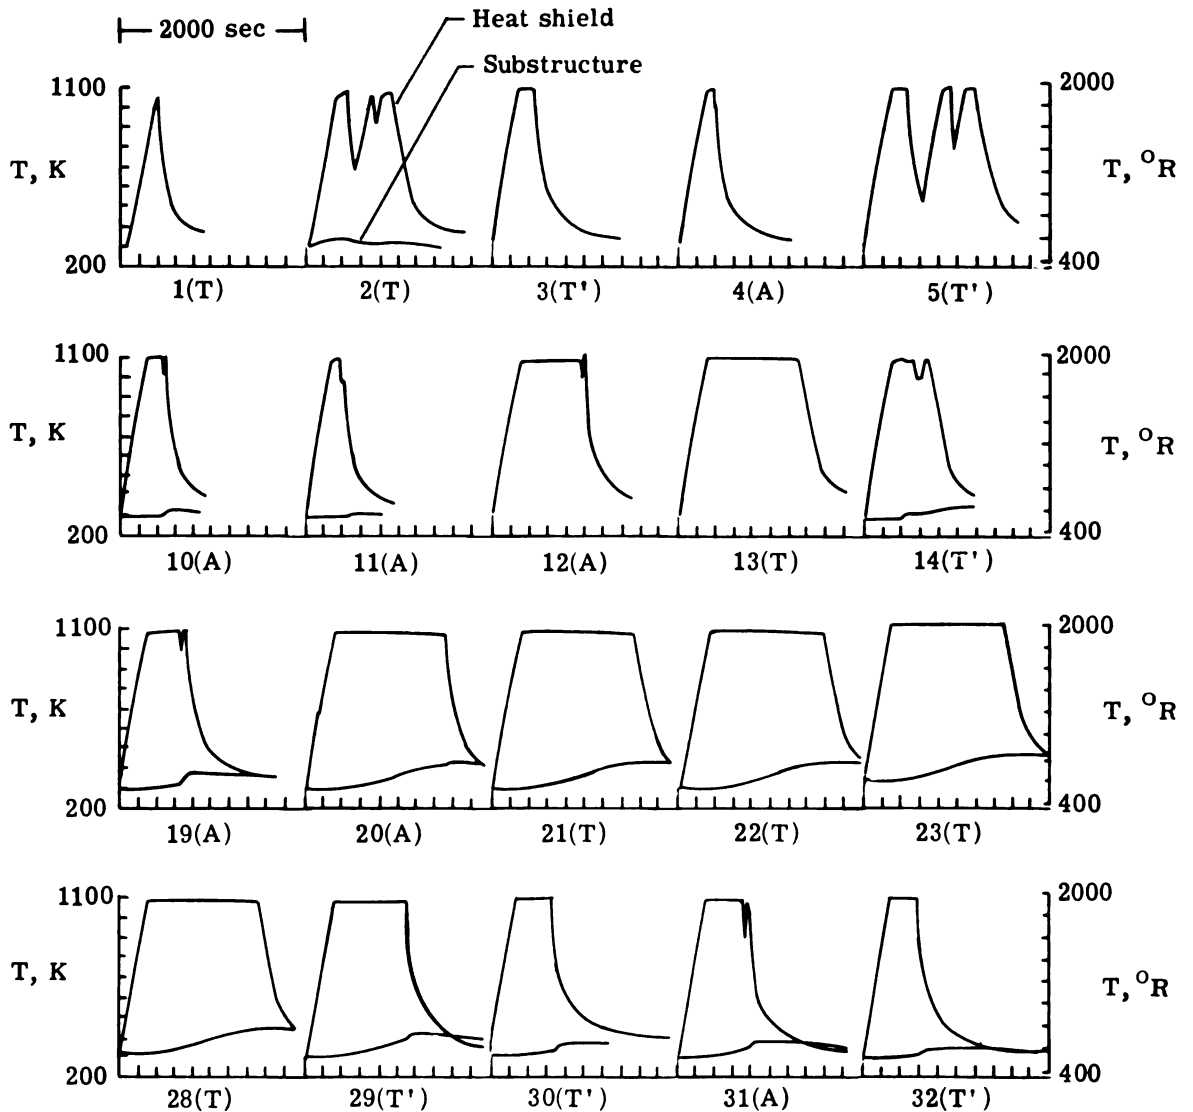 2000 sec
Heat shield
Substructure
1100
T, K
200
2000
T, °R
400
1(T) 2(T) 3(T') 4(A) 5(T')
1100
T, K
200
2000
T, °R
400
10(A) 11(A) 12(A) 13(T) 14(T')
1100
T, K
200
2000
T, °R
400
19(A) 20(A) 21(T) 22(T) 23(T)
1100
T, K
200
2000
T, °R
400
28(T) 29(T') 30(T') 31(A) 32(T')